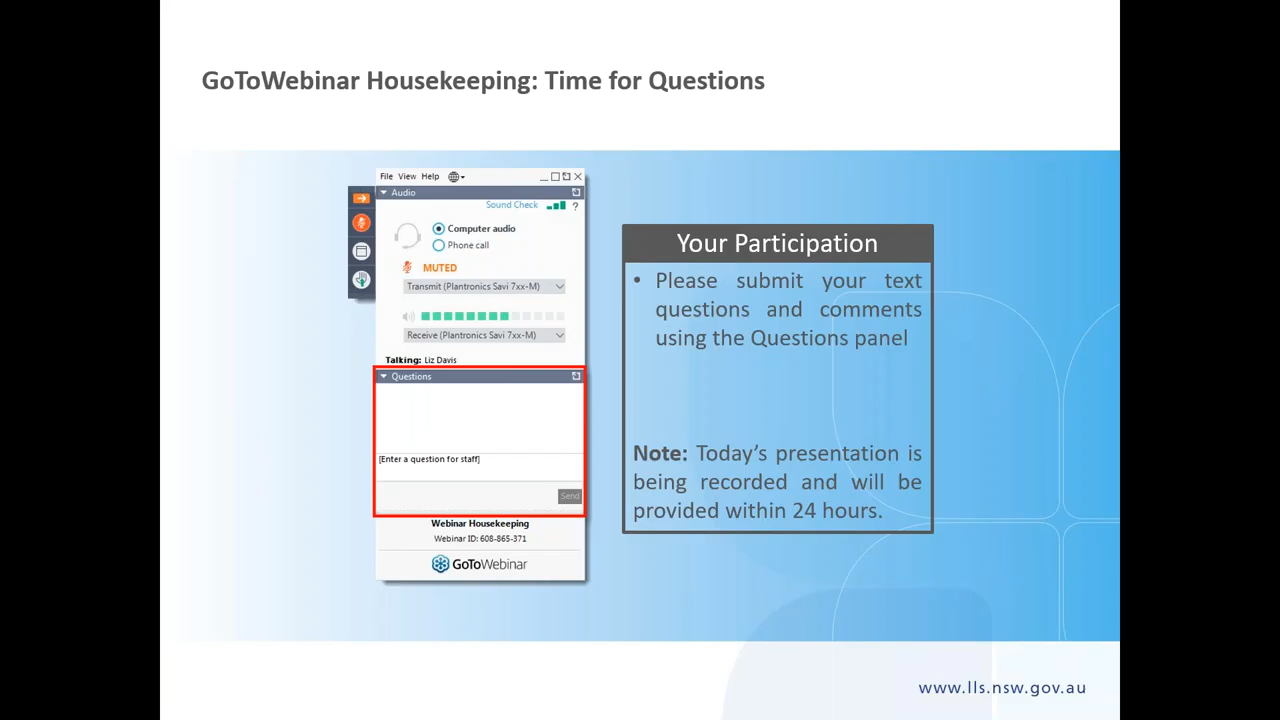 GoToWebinar Housekeeping: Time for Questions
File View Help
Audio
Sound Check ?
Computer audio
Phone call
MUTED
Transmit (Plantronics Savi 7xx-M)
Receive (Plantronics Savi 7xx-M)
Talking: Liz Davis
Questions
[Enter a question for staff]
Send
Webinar Housekeeping
Webinar ID: 608-865-371
GoToWebinar
Your Participation
• Please submit your text
questions and comments
using the Questions panel
Note: Today's presentation is
being recorded and will be
provided within 24 hours.
www.lls.nsw.gov.au